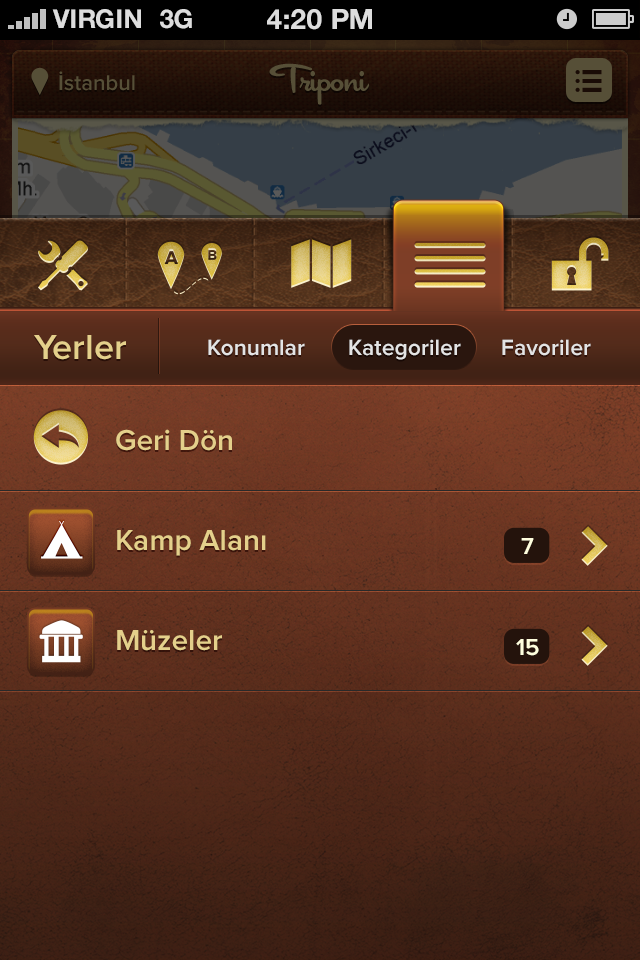 VIRGIN 3G 4:20 PM
İstanbul Triponi
Sirkeci-
m
lh.
A B
Yerler Konumlar Kategoriler Favoriler
Geri Dön
Kamp Alanı 7
Müzeler 15